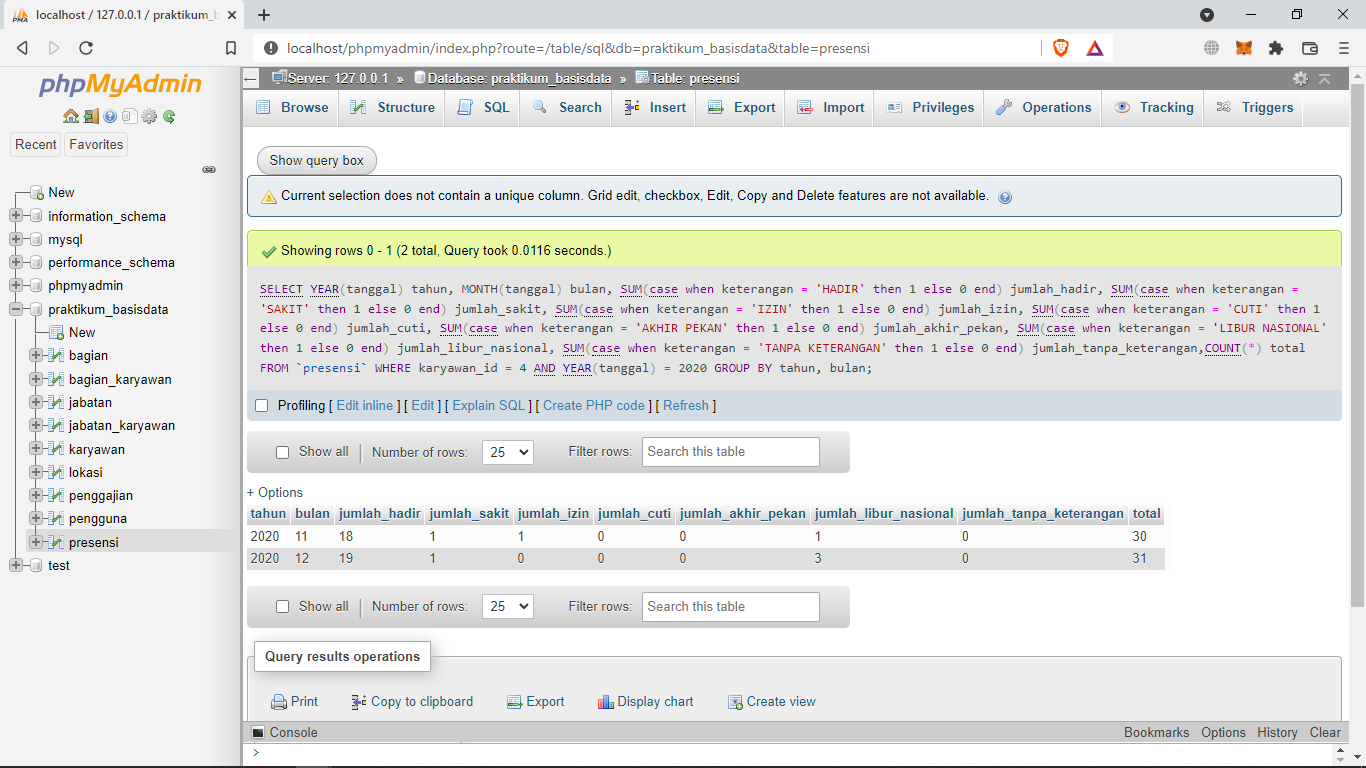 localhost / 127.0.0.1 / praktikum_b
localhost/phpmyadmin/index.php?route=/table/sql&db=praktikum_basisdata&table=presensi
phpMyAdmin
Recent Favorites
New
information_schema
mysql
performance_schema
phpmyadmin
praktikum_basisdata
New
bagian
bagian_karyawan
jabatan
jabatan_karyawan
karyawan
lokasi
penggajian
pengguna
presensi
test
Server: 127.0.0.1 » Database: praktikum_basisdata » Table: presensi
Browse Structure SQL Search Insert Export Import Privileges Operations Tracking Triggers
Show query box
Current selection does not contain a unique column. Grid edit, checkbox, Edit, Copy and Delete features are not available.
Showing rows 0 - 1 (2 total, Query took 0.0116 seconds.)
SELECT YEAR(tanggal) tahun, MONTH(tanggal) bulan, SUM(case when keterangan = 'HADIR' then 1 else 0 end) jumlah_hadir, SUM(case when keterangan =
'SAKIT' then 1 else 0 end) jumlah_sakit, SUM(case when keterangan = 'IZIN' then 1 else 0 end) jumlah_izin, SUM(case when keterangan = 'CUTI' then 1
else 0 end) jumlah_cuti, SUM(case when keterangan = 'AKHIR PEKAN' then 1 else 0 end) jumlah_akhir_pekan, SUM(case when keterangan = 'LIBUR NASIONAL'
then 1 else 0 end) jumlah_libur_nasional, SUM(case when keterangan = 'TANPA KETERANGAN' then 1 else 0 end) jumlah_tanpa_keterangan,COUNT(*) total
FROM `presensi` WHERE karyawan_id = 4 AND YEAR(tanggal) = 2020 GROUP BY tahun, bulan;
Profiling [ Edit inline ] [ Edit ] [ Explain SQL ] [ Create PHP code ] [ Refresh ]
Show all Number of rows: 25 Filter rows: Search this table
+ Options
tahun bulan jumlah_hadir jumlah_sakit jumlah_izin jumlah_cuti jumlah_akhir_pekan jumlah_libur_nasional jumlah_tanpa_keterangan total
2020 11 18 1 1 0 0 1 0 30
2020 12 19 1 0 0 0 3 0 31
Show all Number of rows: 25 Filter rows: Search this table
Query results operations
Print Copy to clipboard Export Display chart Create view
Console Bookmarks Options History Clear
>